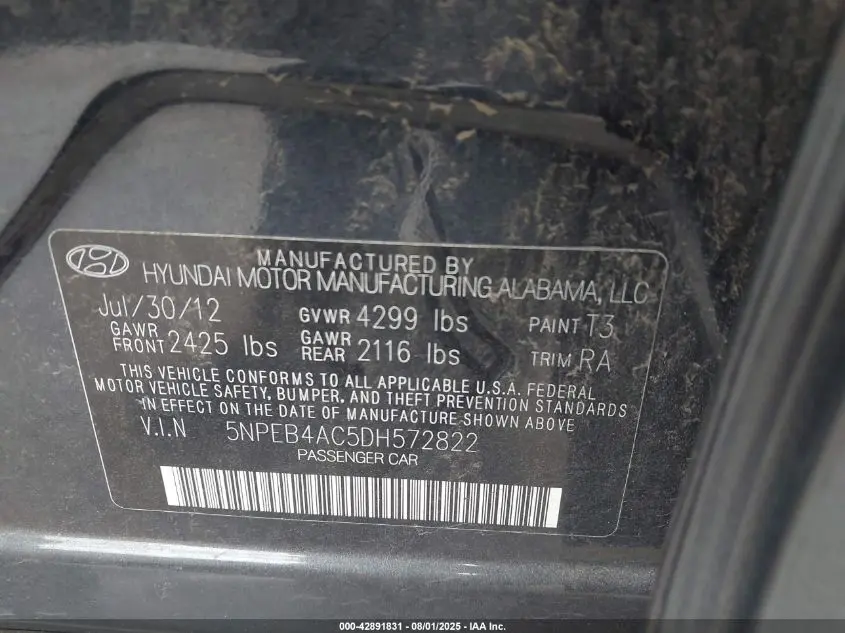 MANUFACTURED BY
HYUNDAI MOTOR MANUFACTURING ALABAMA, LLC
Jul/30/12 GVWR 4299 lbs PAINT T3
GAWR FRONT 2425 lbs GAWR REAR 2116 lbs TRIM RA
THIS VEHICLE CONFORMS TO ALL APPLICABLE U.S.A. FEDERAL
MOTOR VEHICLE SAFETY, BUMPER, AND THEFT PREVENTION STANDARDS
IN EFFECT ON THE DATE OF MANUFACTURE SHOWN ABOVE
V.I.N 5NPEB4AC5DH572822
PASSENGER CAR
000-42891831 - 08/01/2025 - IAA Inc.